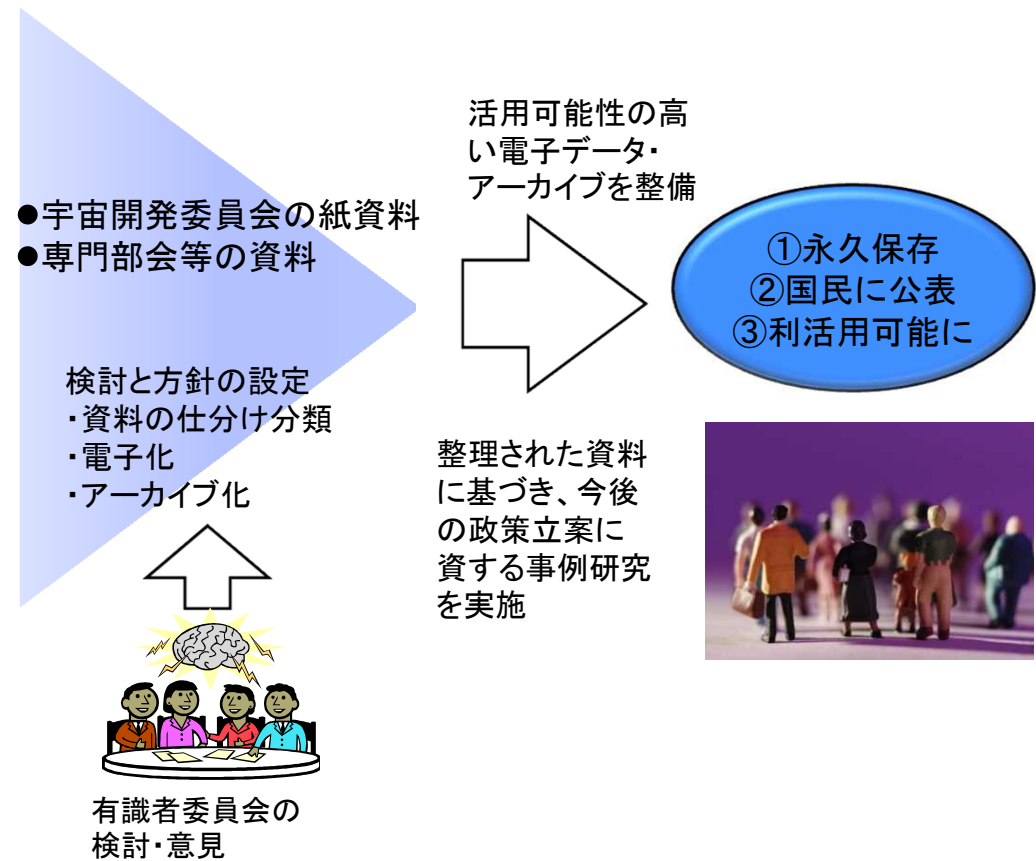 ●宇宙開発委員会の紙資料
●専門部会等の資料
検討と方針の設定
・資料の仕分け分類
・電子化
・アーカイブ化
有識者委員会の
検討・意見
活用可能性の高
い電子データ・
アーカイブを整備
整理された資料
に基づき、今後
の政策立案に
資する事例研究
を実施
①永久保存
②国民に公表
③利活用可能に